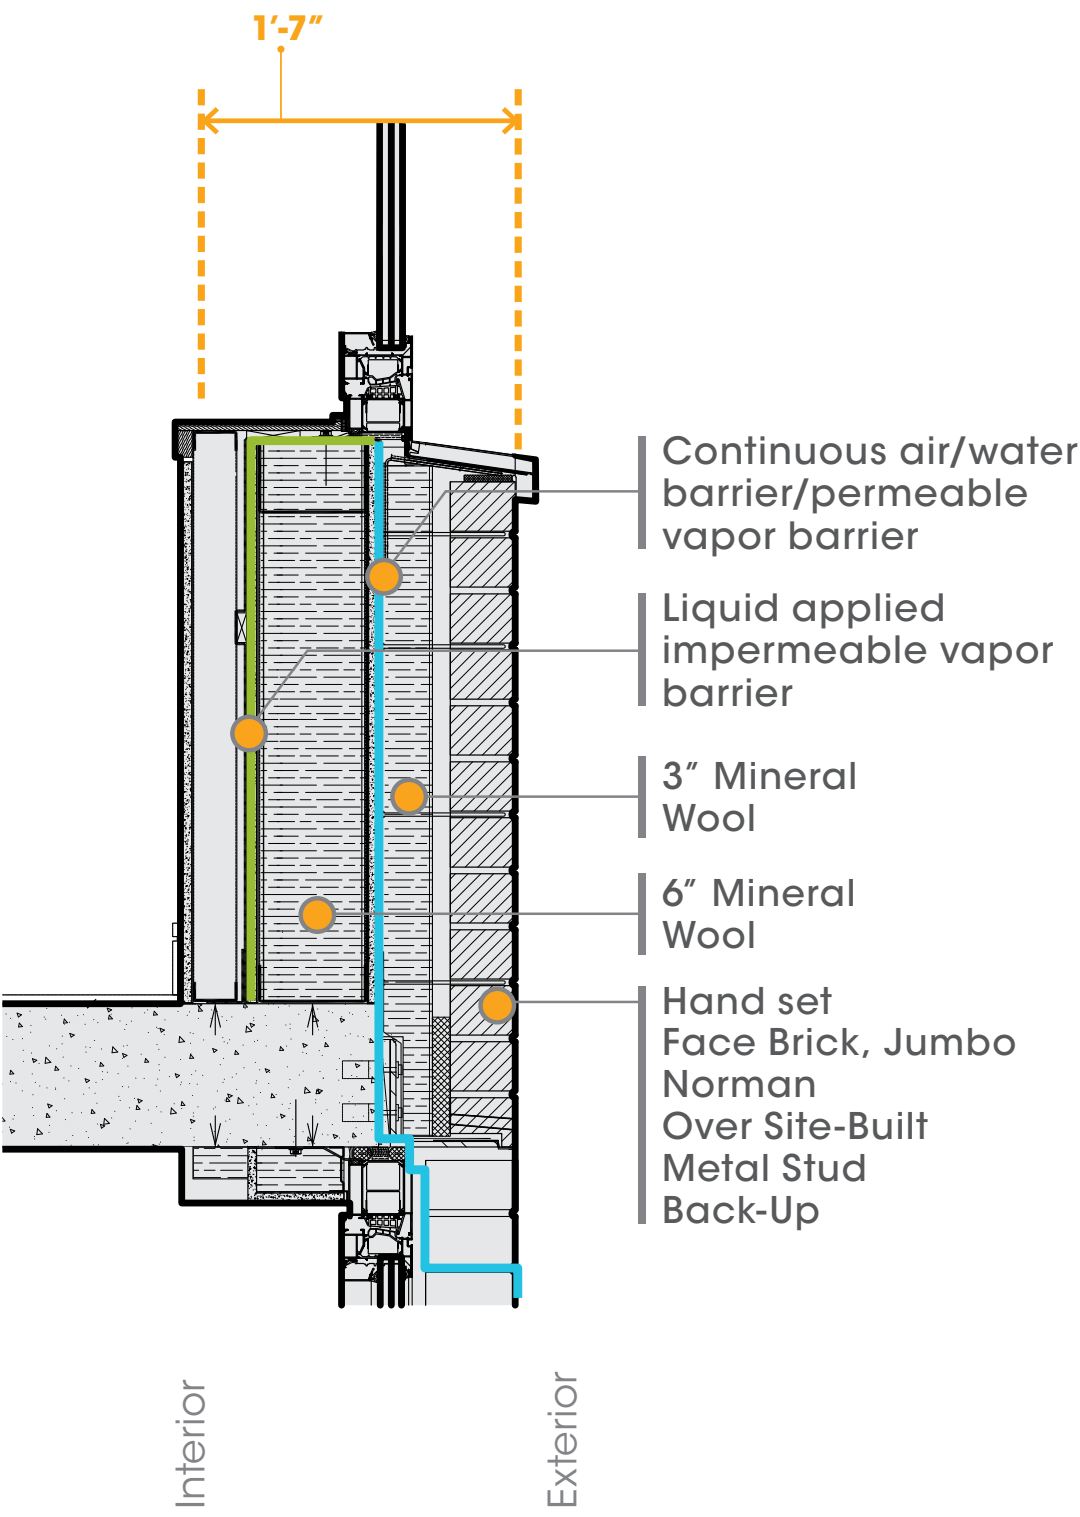 1′-7″
Continuous air/water
barrier/permeable
vapor barrier
Liquid applied
impermeable vapor
barrier
3″ Mineral
Wool
6″ Mineral
Wool
Hand set
Face Brick, Jumbo
Norman
Over Site-Built
Metal Stud
Back-Up
Interior
Exterior